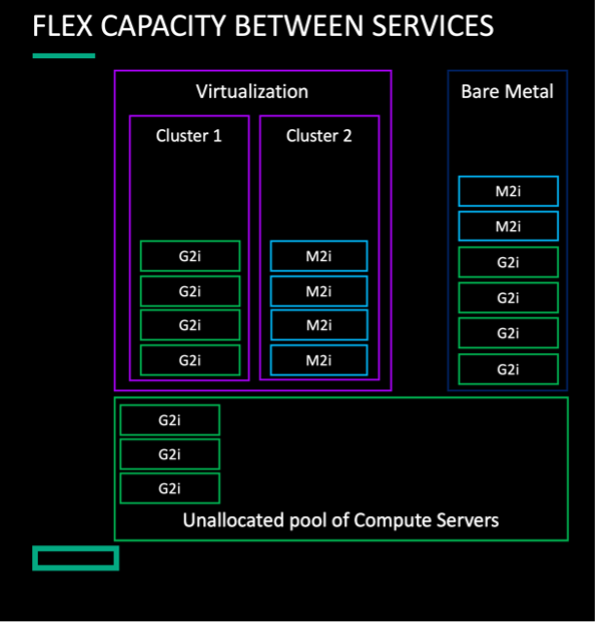 FLEX CAPACITY BETWEEN SERVICES
Virtualization
Cluster 1
G2i
G2i
G2i
G2i
Cluster 2
M2i
M2i
M2i
M2i
Bare Metal
M2i
M2i
G2i
G2i
G2i
G2i
G2i
G2i
G2i
Unallocated pool of Compute Servers